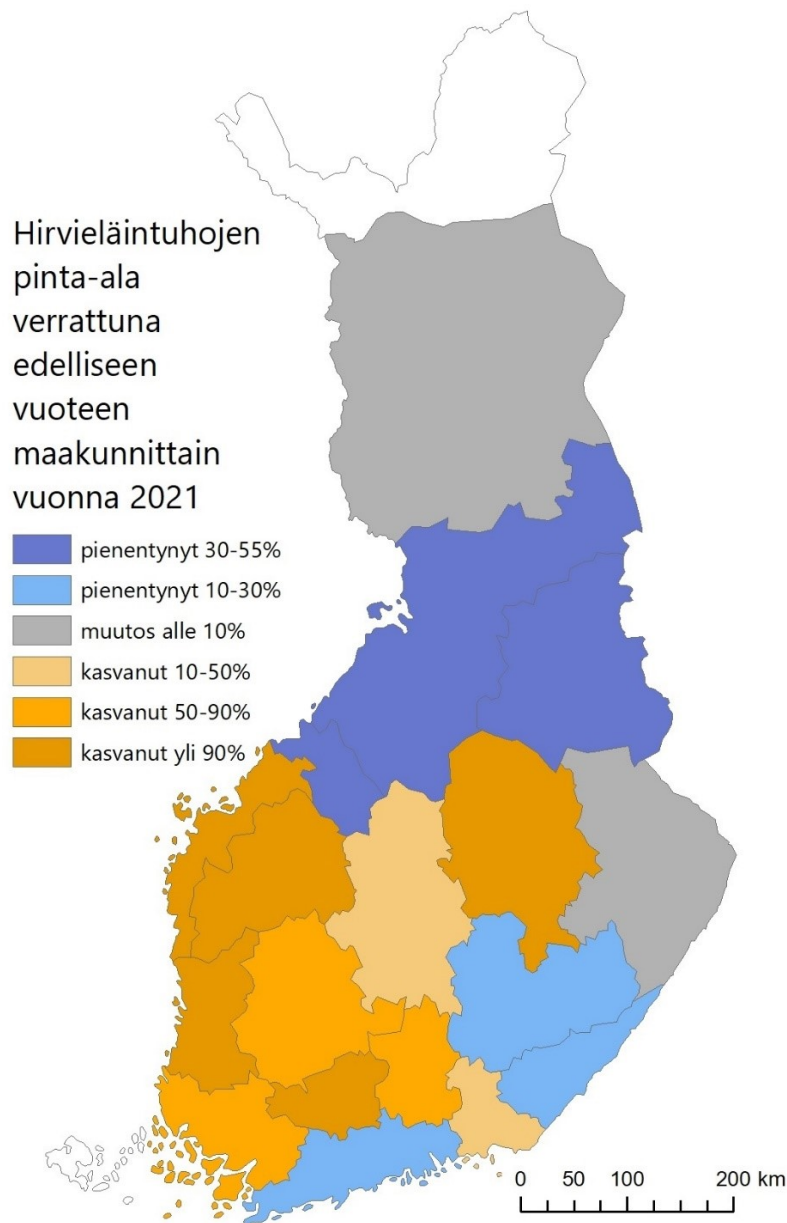 Hirvieläintuhojen
pinta-ala
verrattuna
edelliseen
vuoteen
maakunnittain
vuonna 2021
pienentynyt 30-55%
pienentynyt 10-30%
muutos alle 10%
kasvanut 10-50%
kasvanut 50-90%
kasvanut yli 90%
0 50 100 200 km